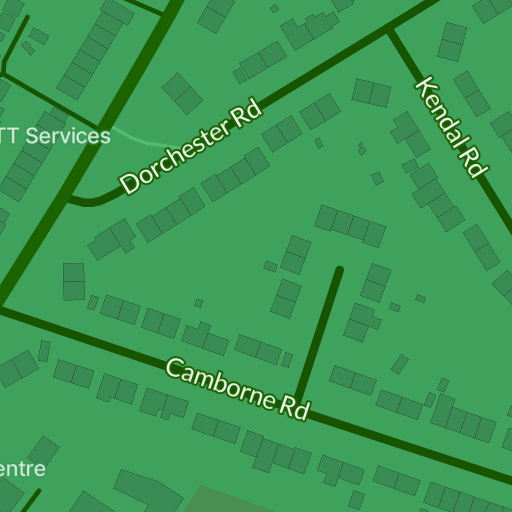 Kendal Rd
TT Services
Dorchester Rd
Camborne Rd
entre